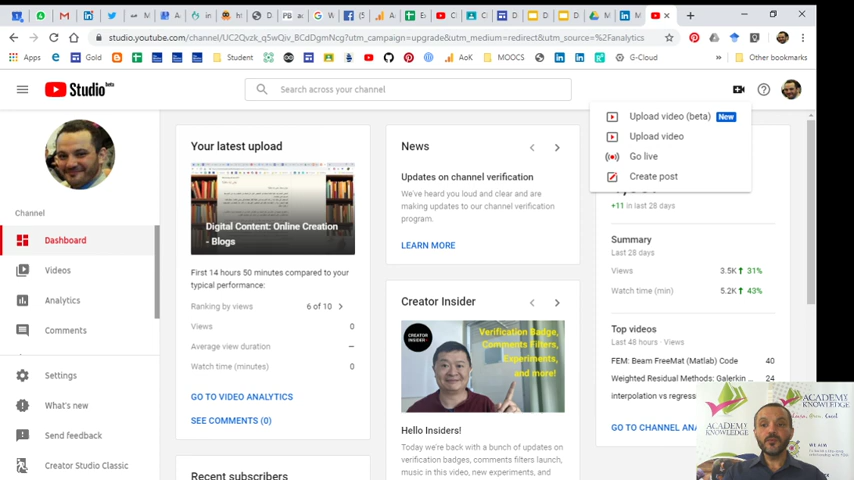 studio.youtube.com/channel/UC2Qvzk_q5wQiv_BCdDgmNcg?utm_campaign=upgrade&utm_medium=redirect&utm_source=%2Fanalytics
Apps
Gold
Student
AoK
MOOCS
G-Cloud
Other bookmarks
Studio beta
Search across your channel
Upload video (beta) New
Upload video
Go live
Create post
Channel
Dashboard
Videos
Analytics
Comments
Settings
What's new
Send feedback
Creator Studio Classic
Your latest upload
Digital Content: Online Creation
- Blogs
First 14 hours 50 minutes compared to your
typical performance:
Ranking by views 6 of 10
Views 0
Average view duration —
Watch time (minutes) 0
GO TO VIDEO ANALYTICS
SEE COMMENTS (0)
Recent subscribers
News
Updates on channel verification
We've heard you loud and clear and are
making updates to our channel verification
program.
LEARN MORE
Creator Insider
CREATOR
INSIDER
Verification Badge,
Comments Filters,
Experiments,
and more!
Hello Insiders!
Today we're back with a bunch of updates on
verification badges, comments filters launch,
music in this video, new experiments, and
+11 in last 28 days
Summary
Last 28 days
Views 3.5K 31%
Watch time (min) 5.2K 43%
Top videos
Last 48 hours · Views
FEM: Beam FreeMat (Matlab) Code 40
Weighted Residual Methods: Galerkin 24
interpolation vs regress
GO TO CHANNEL ANA
ACADEMY
KNOWLEDGE